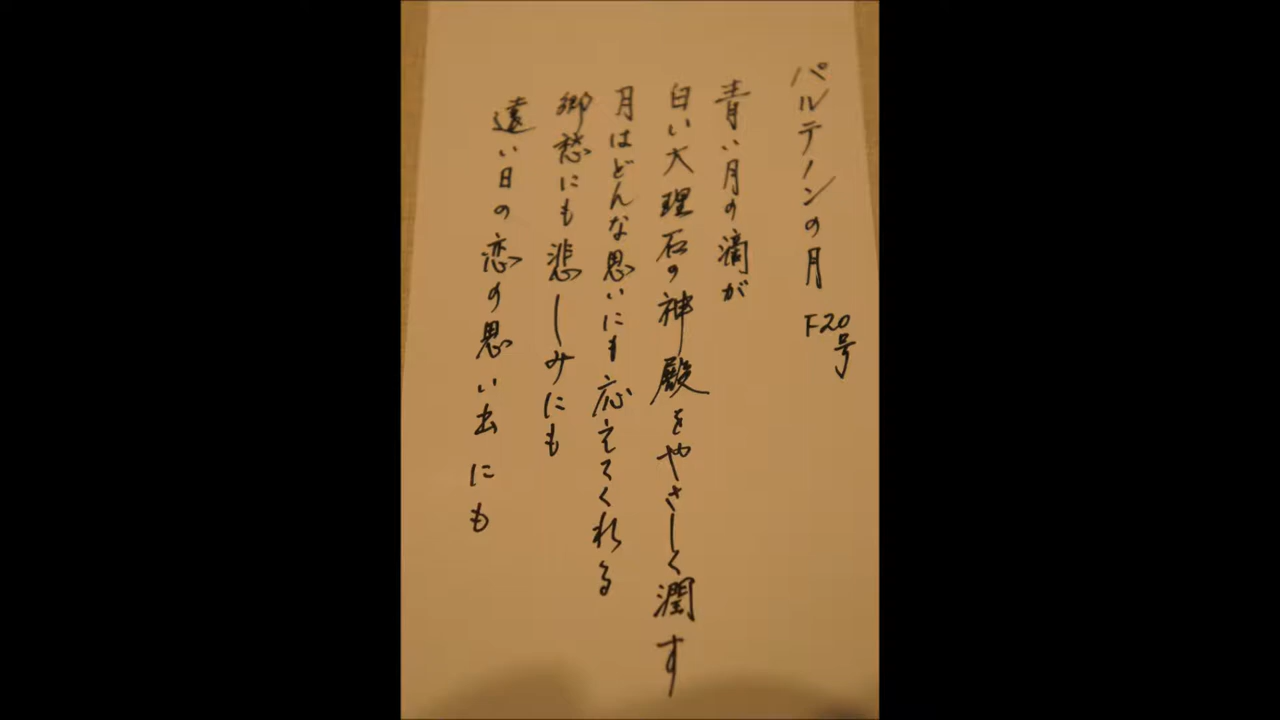 パルテノンの月 F20号
青い月の滴が
白い大理石の神殿をやさしく潤す
月はどんな思いにも応えてくれる
郷愁にも悲しみにも
遠い日の恋の思い出にも